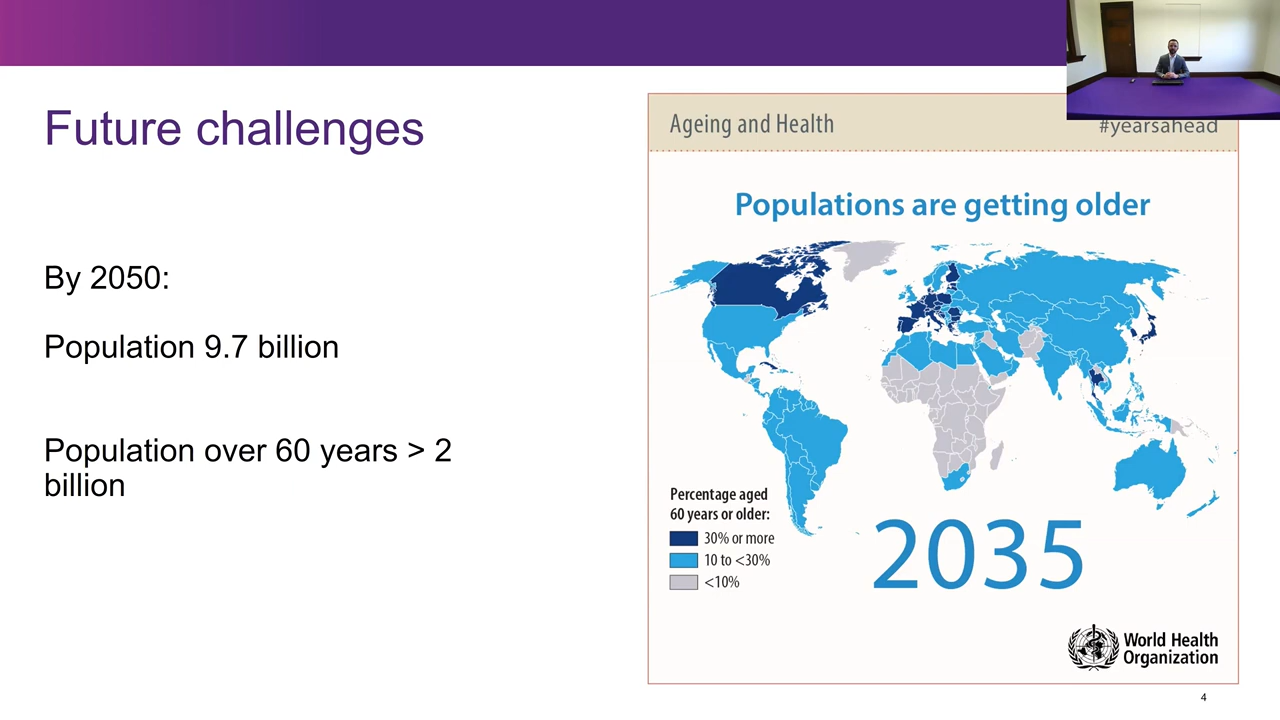 Future challenges
By 2050:
Population 9.7 billion
Population over 60 years > 2
billion
Ageing and Health
#yearsahead
Populations are getting older
Percentage aged
60 years or older:
30% or more
10 to <30%
<10%
2035
World Health
Organization
4